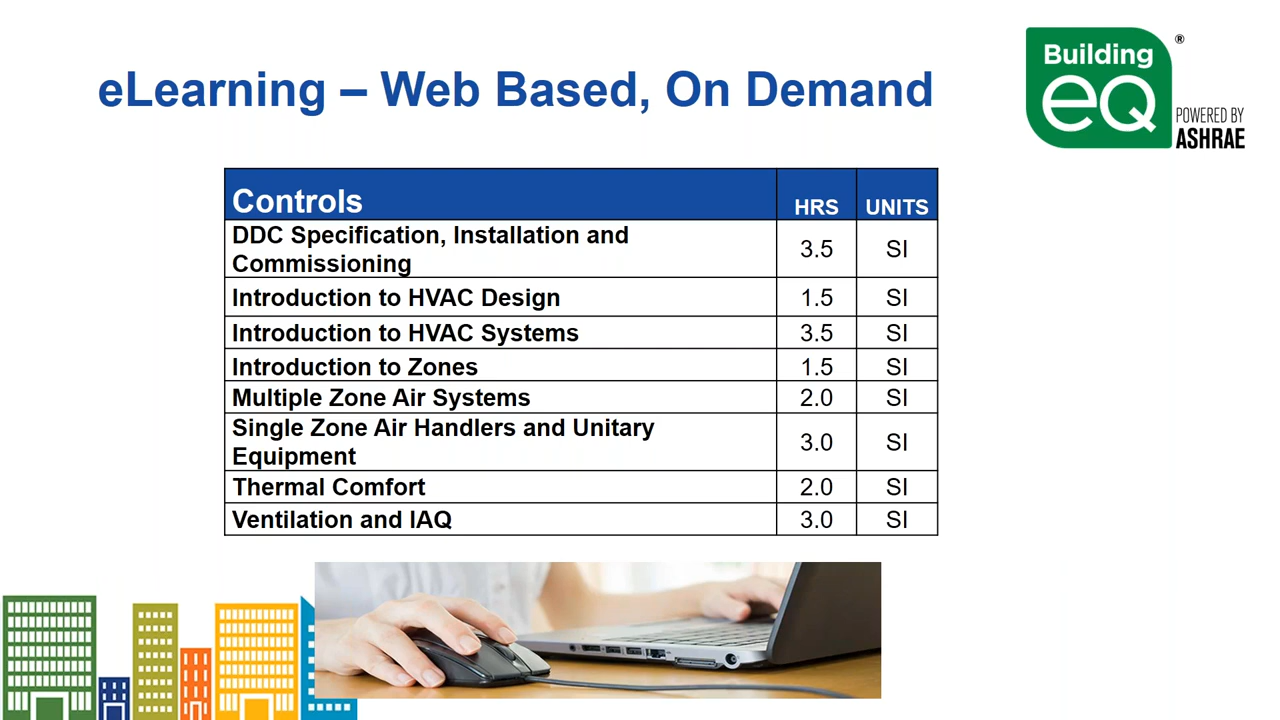 eLearning – Web Based, On Demand
Building
eQ
®
POWERED BY
ASHRAE
Controls HRS UNITS
DDC Specification, Installation and
Commissioning 3.5 SI
Introduction to HVAC Design 1.5 SI
Introduction to HVAC Systems 3.5 SI
Introduction to Zones 1.5 SI
Multiple Zone Air Systems 2.0 SI
Single Zone Air Handlers and Unitary
Equipment 3.0 SI
Thermal Comfort 2.0 SI
Ventilation and IAQ 3.0 SI